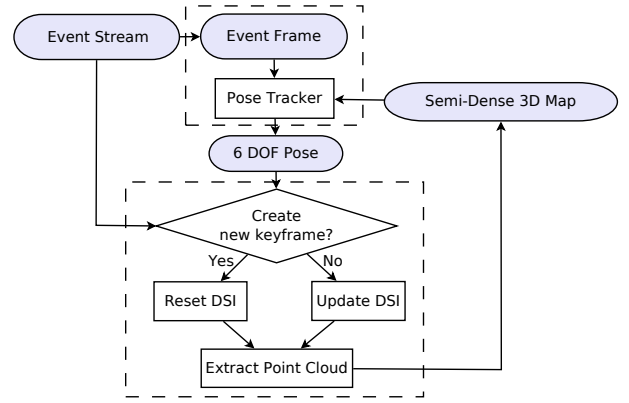 Event Stream
Event Frame
Pose Tracker
Semi-Dense 3D Map
6 DOF Pose
Create
new keyframe?
Yes
No
Reset DSI
Update DSI
Extract Point Cloud